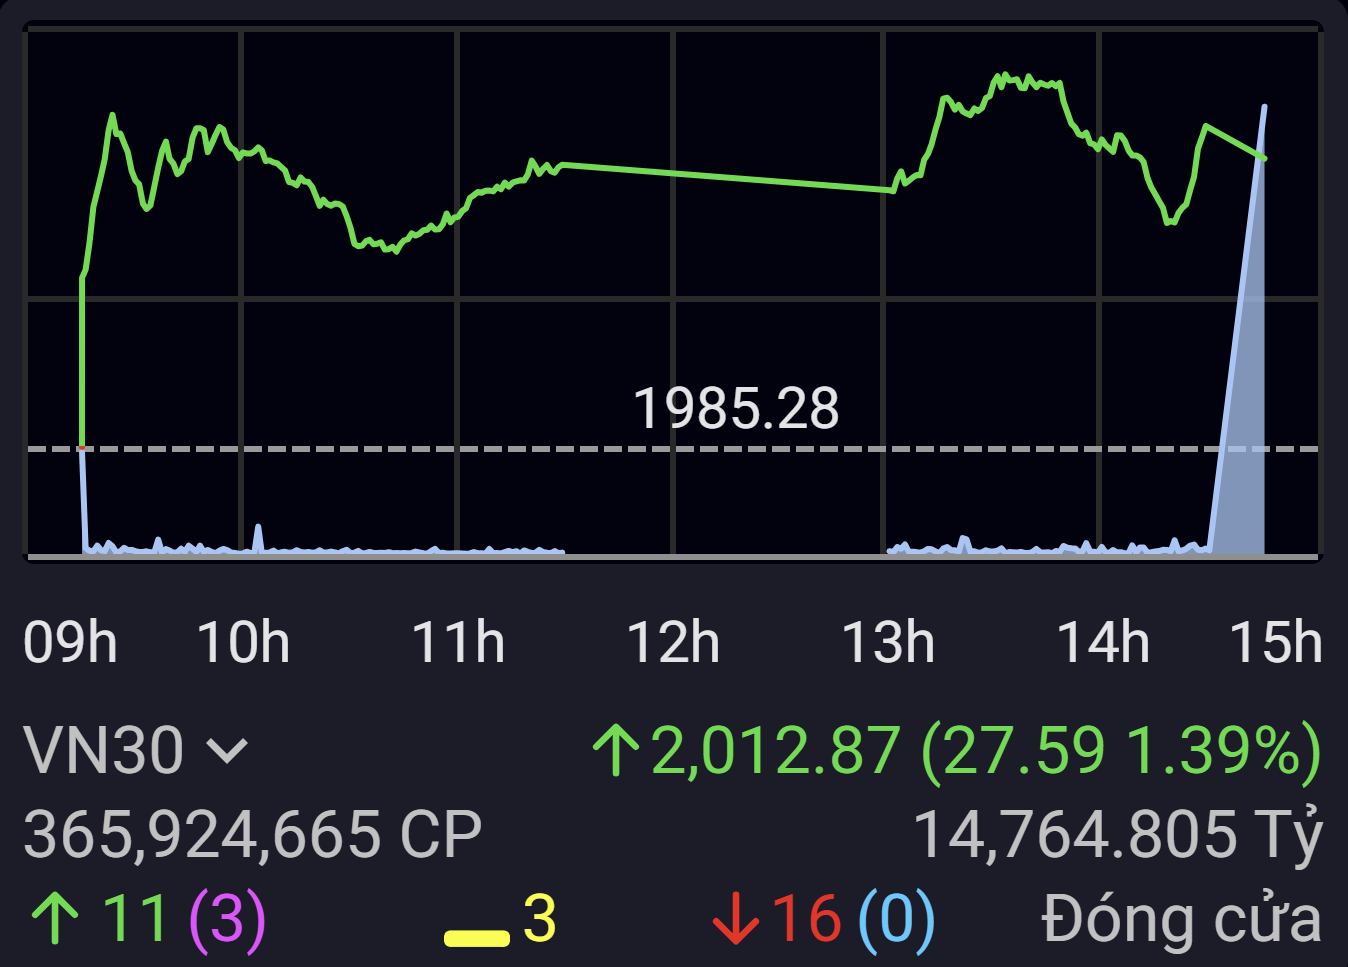 1985.28
09h 10h 11h 12h 13h 14h 15h
VN30 ↑2,012.87 (27.59 1.39%)
365,924,665 CP 14,764.805 Tỷ
↑ 11 (3) 3 ↓16 (0) Đóng cửa